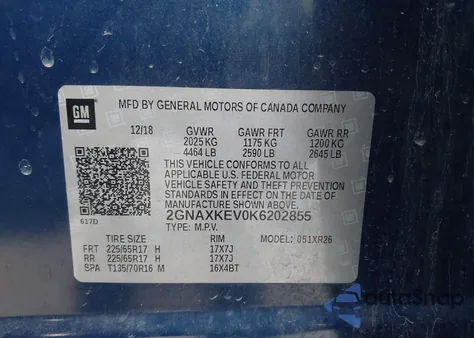 GM
MFD BY GENERAL MOTORS OF CANADA COMPANY
12/18 GVWR GAWR FRT GAWR RR
2025 KG 1175 KG 1200 KG
4464 LB 2590 LB 2645 LB
THIS VEHICLE CONFORMS TO ALL
APPLICABLE U.S. FEDERAL MOTOR
VEHICLE SAFETY AND THEFT PREVENTION
STANDARDS IN EFFECT ON THE DATE OF
MANUFACTURE SHOWN ABOVE.
2GNAXKEV0K6202855
617D TYPE: M.P.V.
TIRE SIZE RIM MODEL: 051XR26
FRT 225/65R17 H 17X7J
RR 225/65R17 H 17X7J
SPA T135/70R16 M 16X4BT
AutoSnap